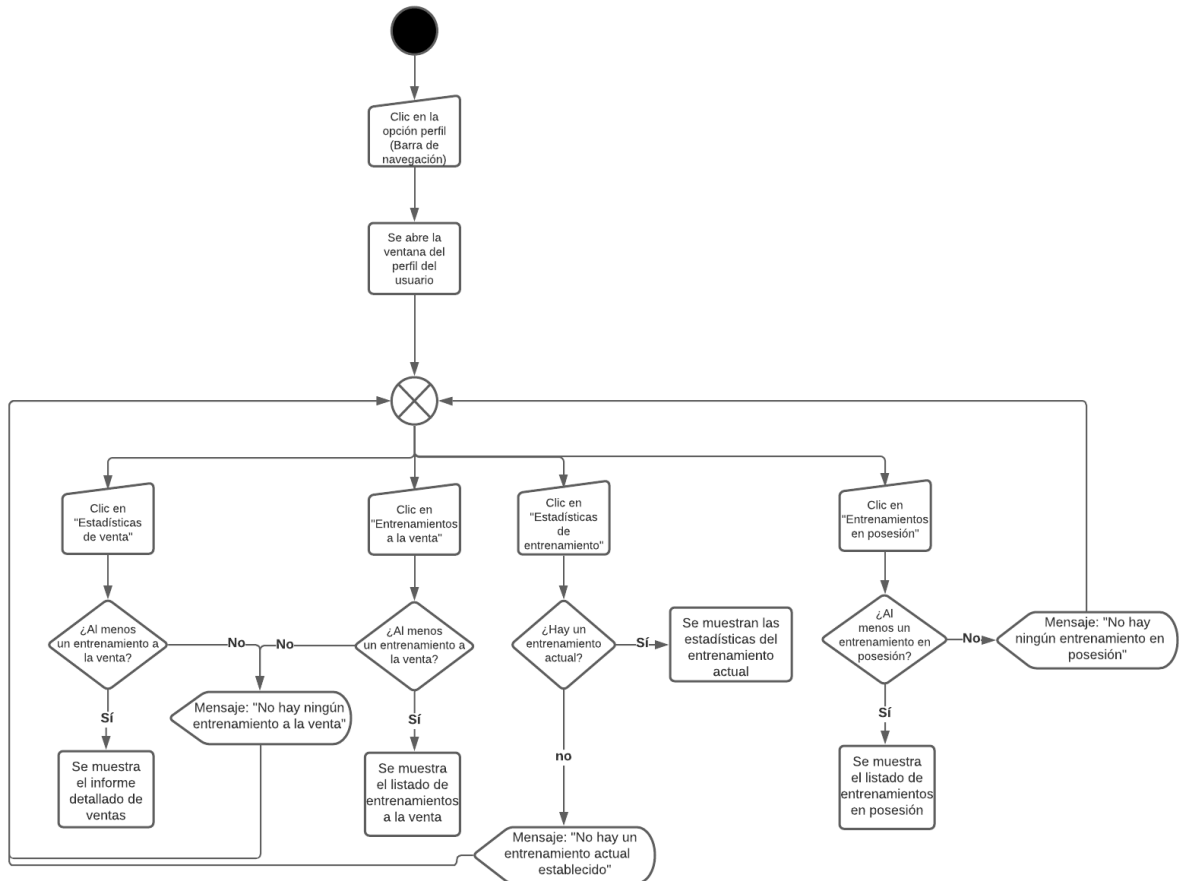 Clic en la
opción perfil
(Barra de
navegación)
Se abre la
ventana del
perfil del
usuario
Clic en
"Estadísticas
de venta"
Clic en
"Entrenamientos
a la venta"
Clic en
"Estadísticas
de
entrenamiento"
Clic en
"Entrenamientos
en posesión"
¿Al menos
un entrenamiento a
la venta?
No
No
¿Al menos
un entrenamiento a
la venta?
¿Hay un
entrenamiento
actual?
Sí
Se muestran las
estadísticas del
entrenamiento
actual
¿Al
menos un
entrenamiento en
posesión?
No
Mensaje: "No hay
ningún entrenamiento en
posesión"
Sí
Mensaje: "No hay ningún
entrenamiento a la venta"
Sí
no
Sí
Se muestra
el informe
detallado de
ventas
Se muestra
el listado de
entrenamientos
a la venta
Mensaje: "No hay un
entrenamiento actual
establecido"
Se muestra
el listado de
entrenamientos
en posesión